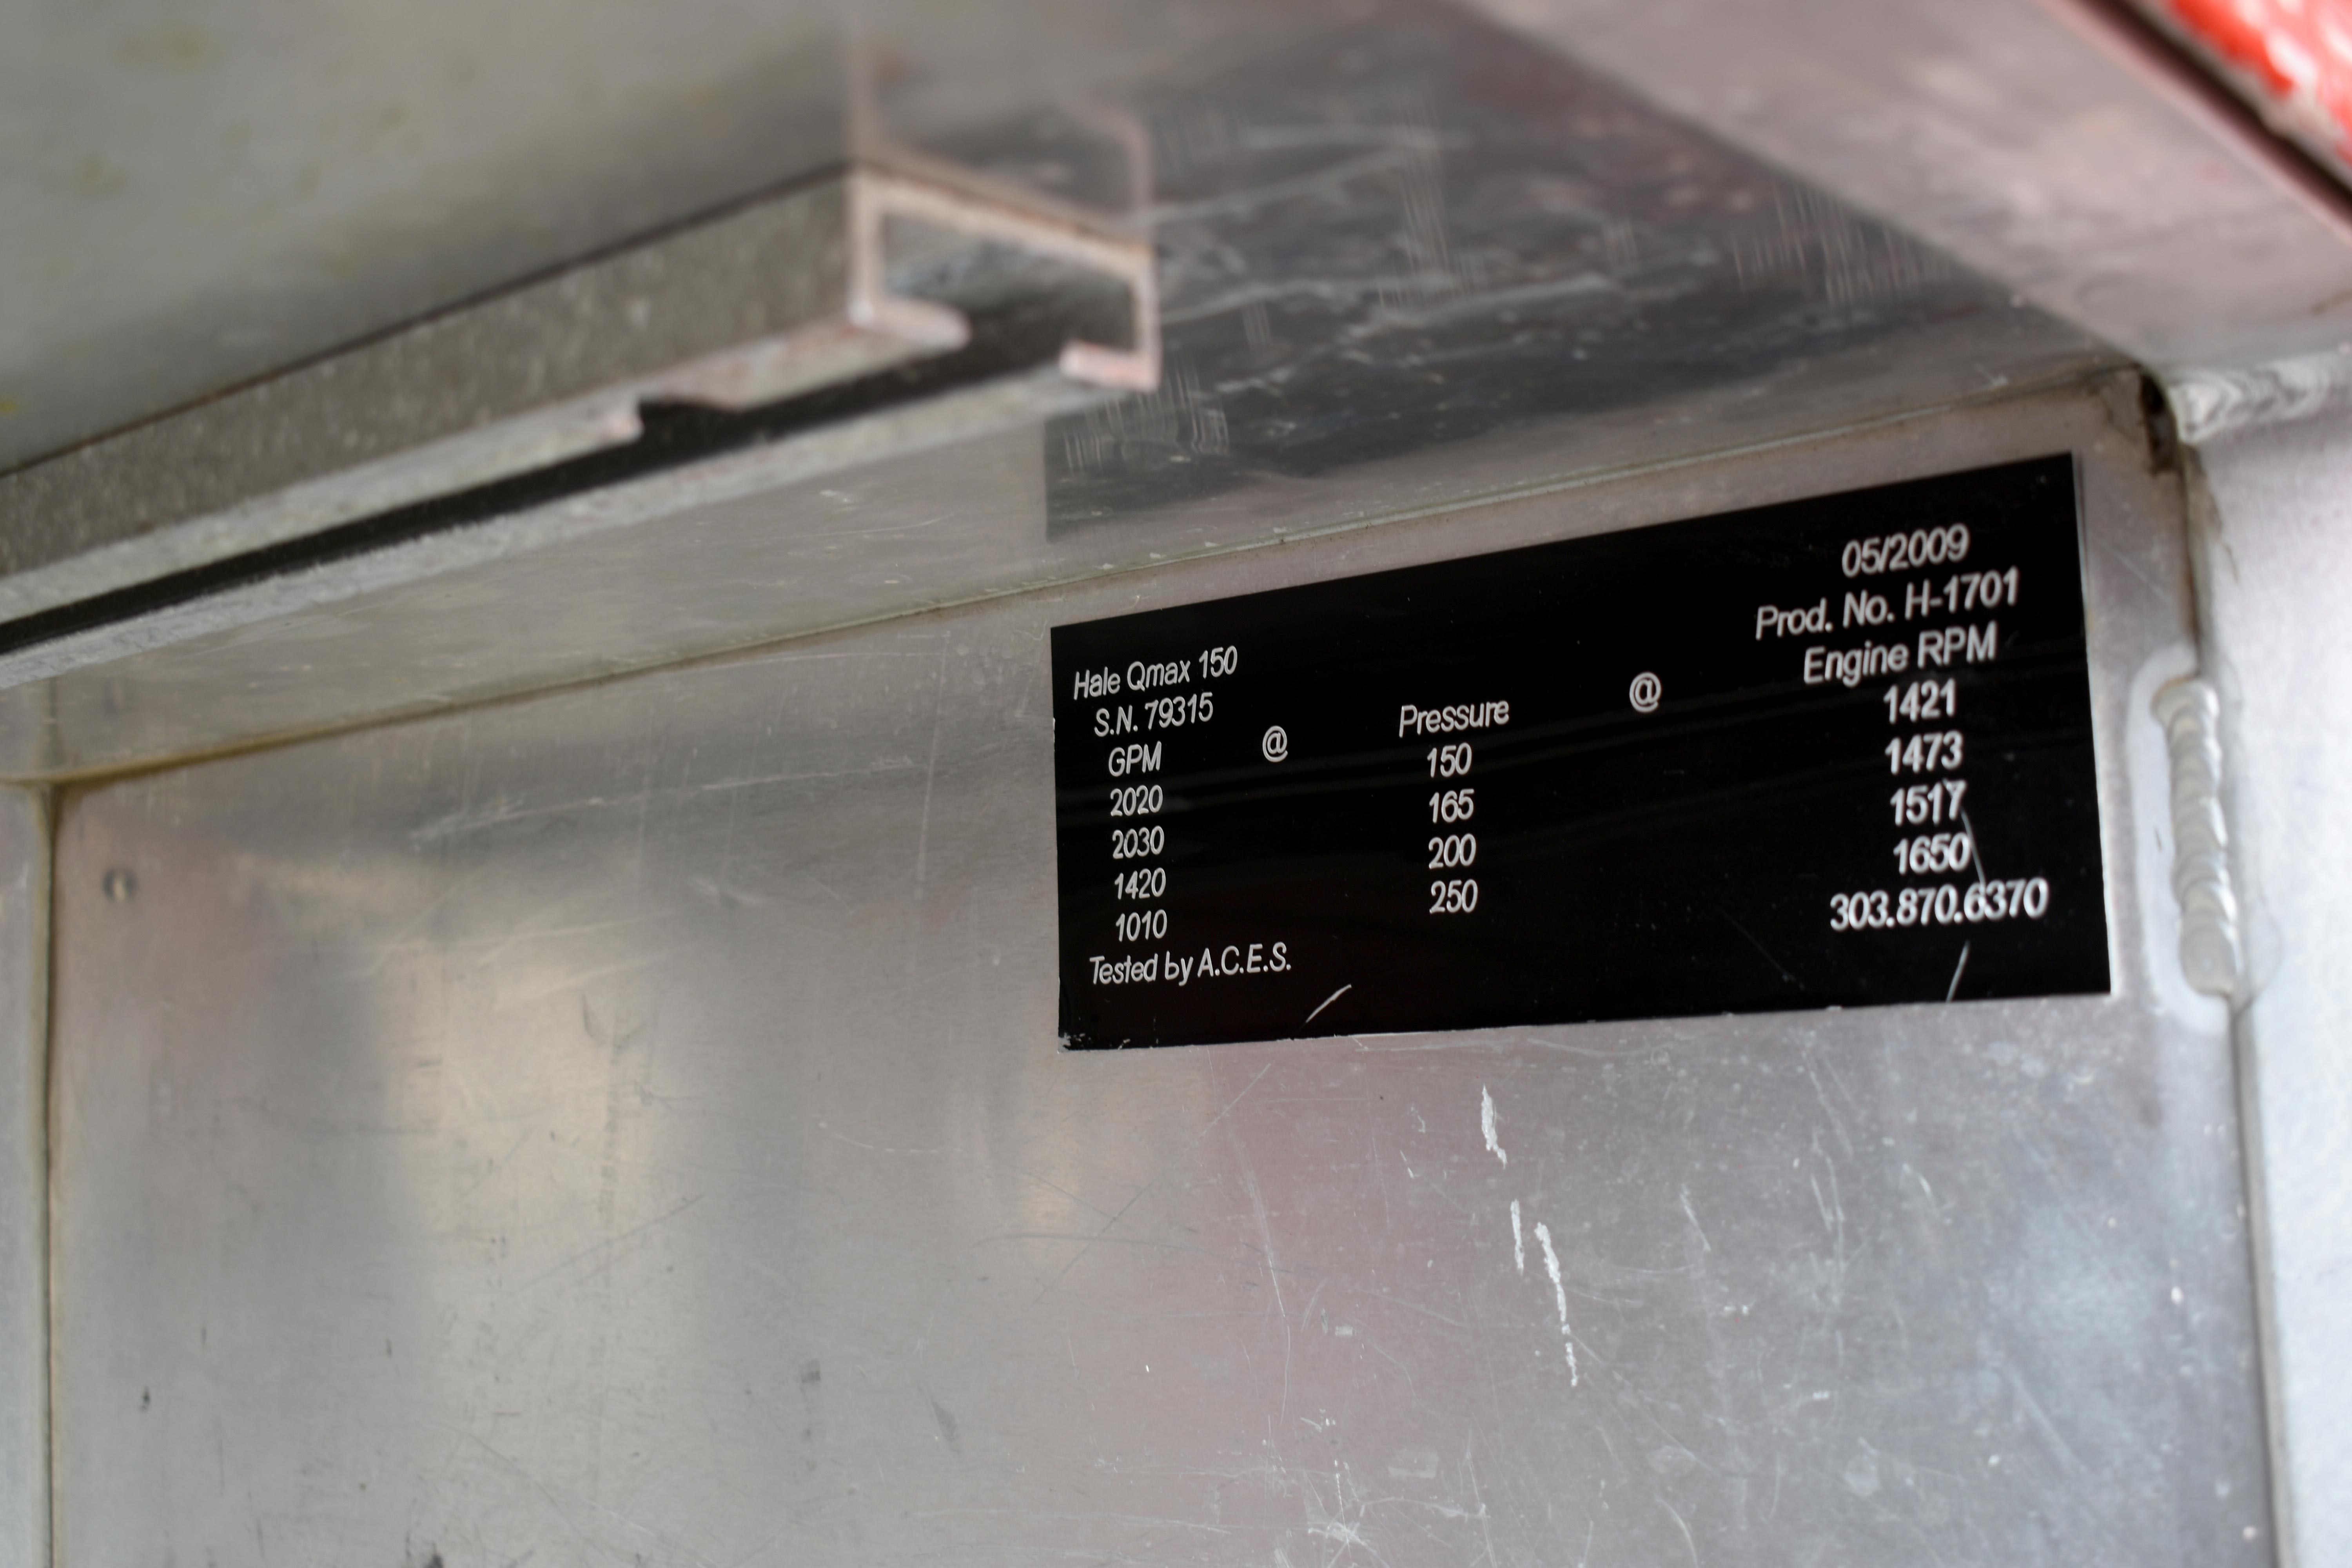 05/2009
Hale Qmax 150 Prod. No. H-1701
S.N. 79315 Engine RPM
GPM @ Pressure @ 1421
2020 150 1473
2030 165 1517
1420 200 1650
1010 250 303.870.6370
Tested by A.C.E.S.